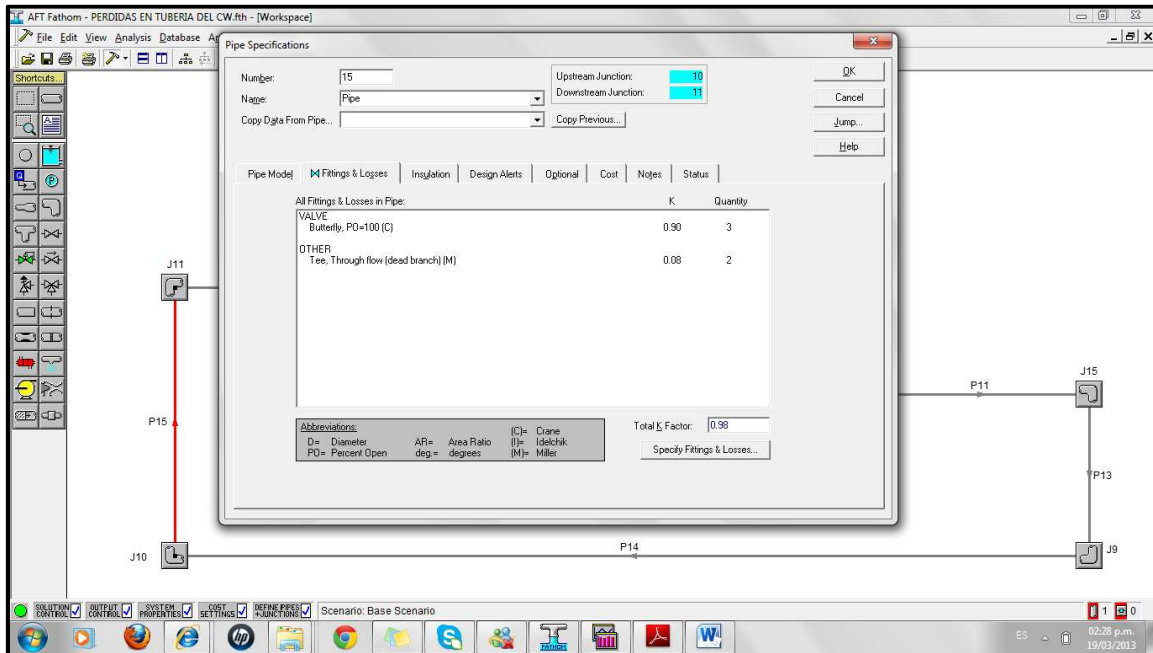 AFT Fathom - PERDIDAS EN TUBERIA DEL CW.fth - [Workspace]
File Edit View Analysis Database
Shortcuts...
Pipe Specifications
Number: 15
Name: Pipe
Copy Data From Pipe...
Copy Previous...
Upstream Junction: 10
Downstream Junction: 11
OK
Cancel
Jump...
Help
Pipe Model Fittings & Losses Insulation Design Alerts Optional Cost Notes Status
All Fittings & Losses in Pipe: K Quantity
VALVE
Butterfly, PO=100 (C) 0.90 3
OTHER
Tee, Through flow (dead branch) (M) 0.08 2
Abbreviations:
D= Diameter AR= Area Ratio (C)= Crane
PO= Percent Open deg.= degrees (I)= Idelchik
(M)= Miller
Total K Factor: 0.98
Specify Fittings & Losses...
J11
P15
J10
P14
P11
J15
P13
J9
SOLUTION CONTROL OUTPUT CONTROL SYSTEM PROPERTIES COST SETTINGS DEFINE PIPES +JUNCTIONS Scenario: Base Scenario 1 0
hp
FATHOM
ES 02:28 p.m.
19/03/2013